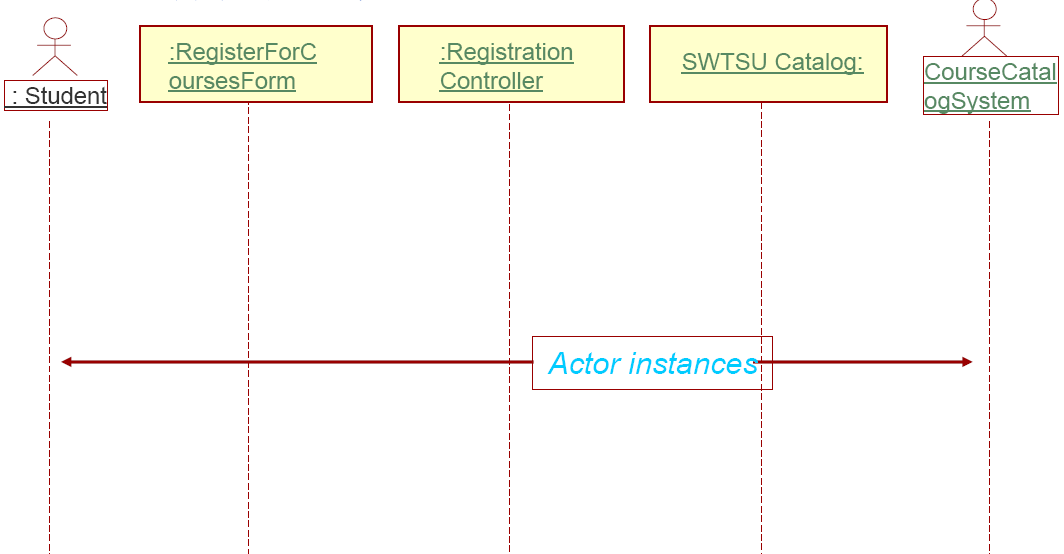 : Student
:RegisterForC
oursesForm
:Registration
Controller
SWTSU Catalog:
CourseCatal
ogSystem
Actor instances